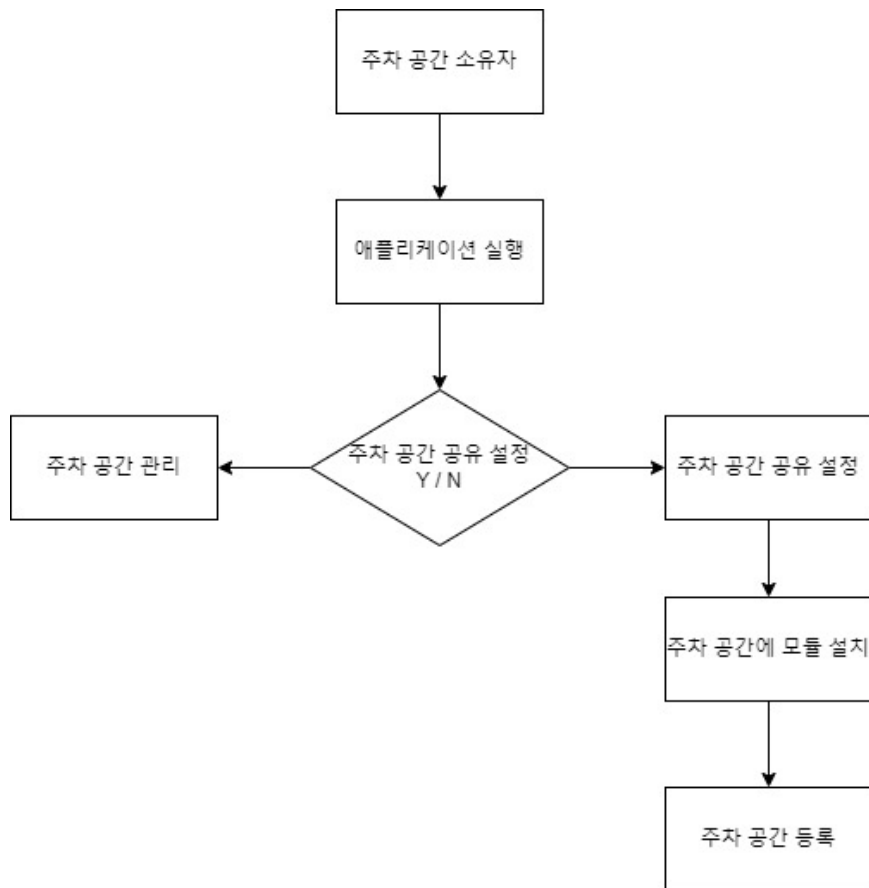 주차 공간 소유자
애플리케이션 실행
주차 공간 관리
주차 공간 공유 설정
Y / N
주차 공간 공유 설정
주차 공간에 모듈 설치
주차 공간 등록